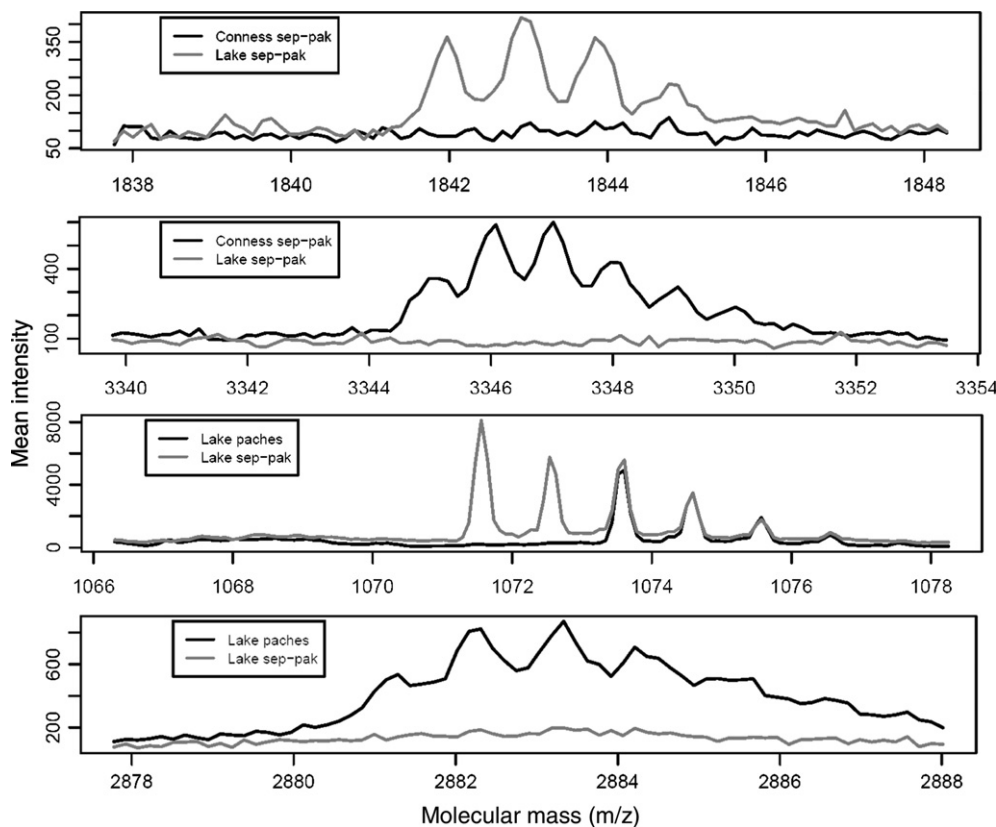 350
200
50
Conness sep-pak
Lake sep-pak
1838 1840 1842 1844 1846 1848
400
100
Conness sep-pak
Lake sep-pak
3340 3342 3344 3346 3348 3350 3352 3354
Mean intensity
8000
4000
0
Lake paches
Lake sep-pak
1066 1068 1070 1072 1074 1076 1078
600
200
Lake paches
Lake sep-pak
2878 2880 2882 2884 2886 2888
Molecular mass (m/z)